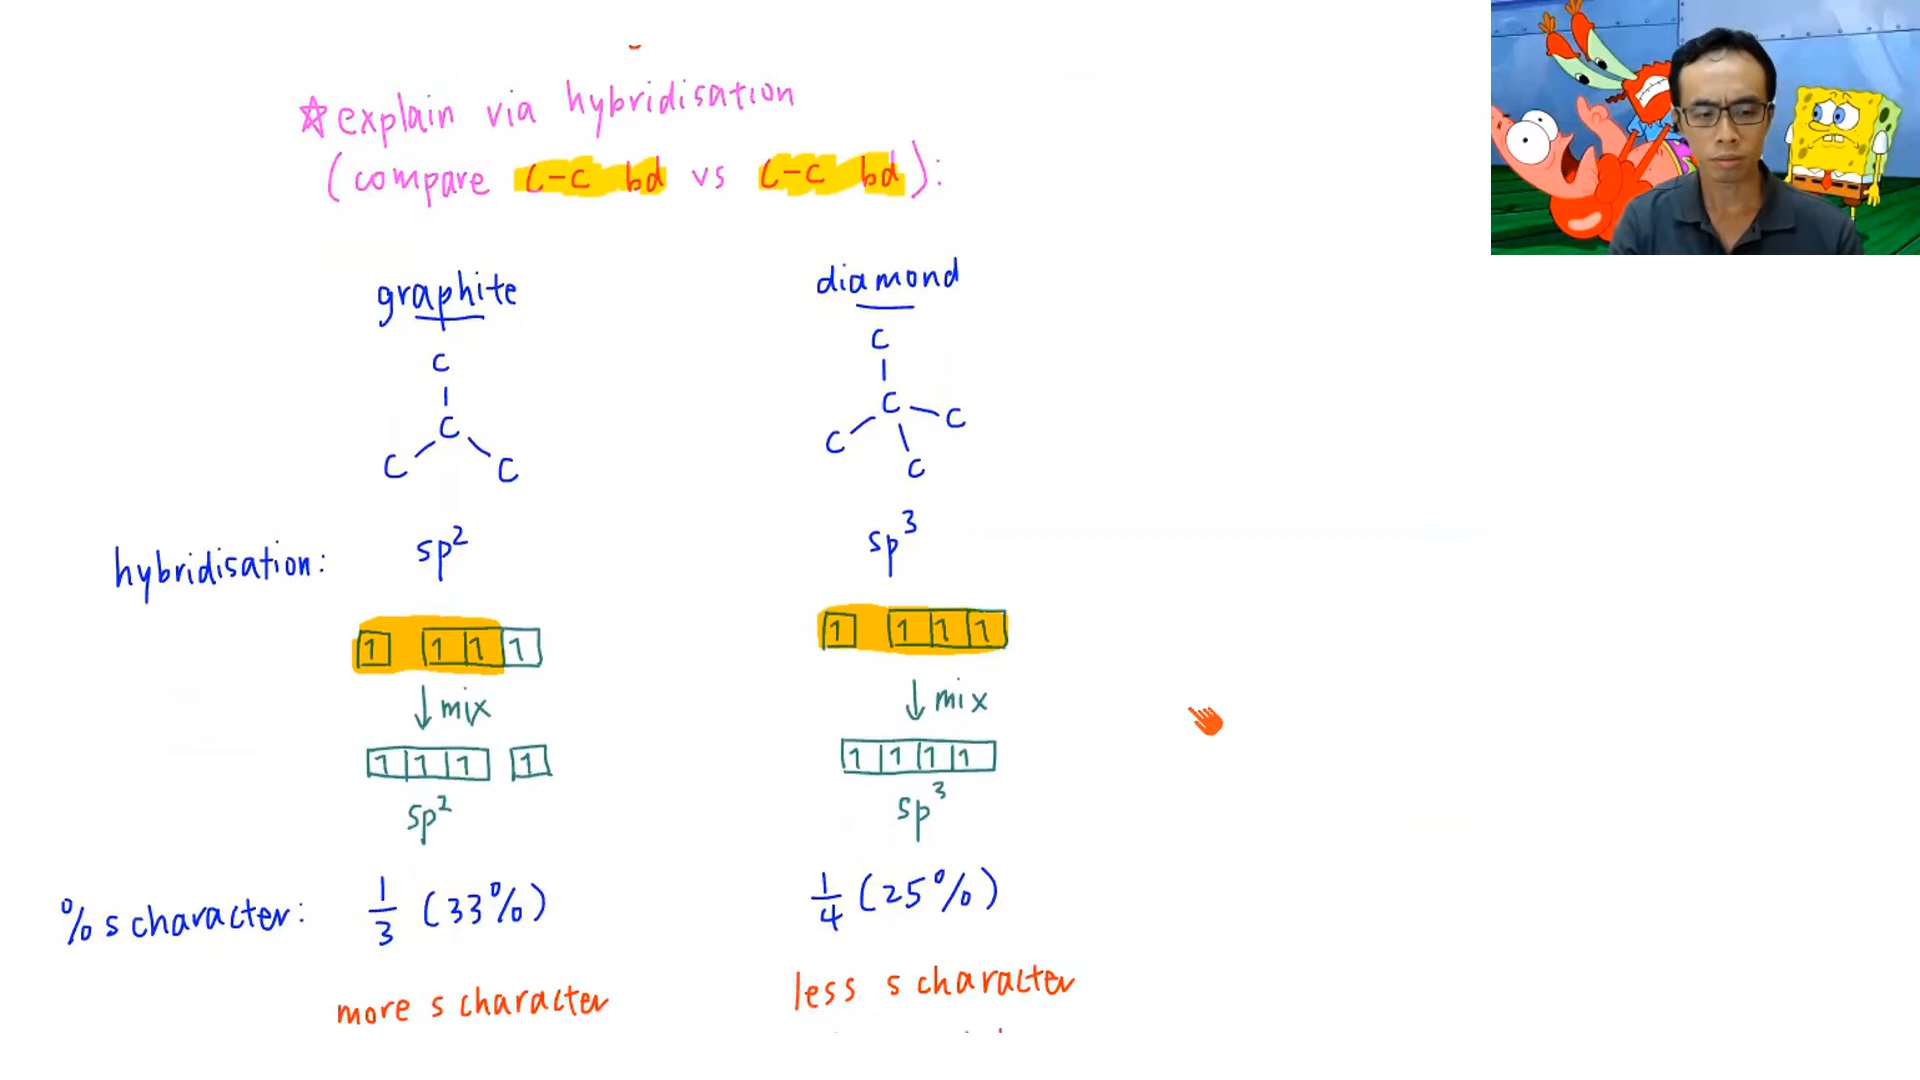 ☆ explain via hybridisation
(compare C-C bd vs C-C bd):
graphite
diamond
C
C
C C
C
C C
C
C
hybridisation: sp² sp³
1 1 1 1
1 1 1 1
↓ mix
↓ mix
1 1 1 1
1 1 1 1
sp²
sp³
% s character: 1/3 (33%) 1/4 (25%)
more s character
less s character